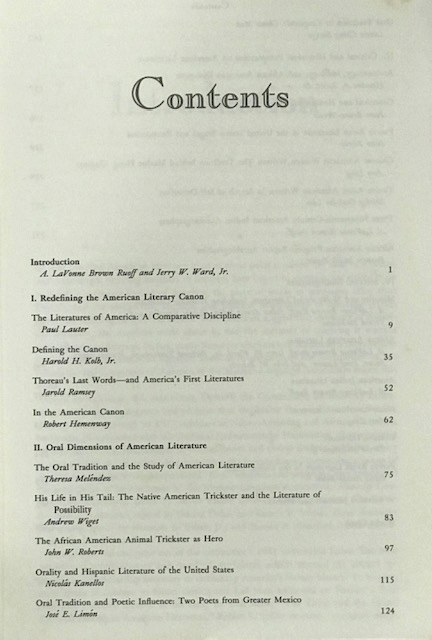 Contents
Introduction
A. LaVonne Brown Ruoff and Jerry W. Ward, Jr. 1
I. Redefining the American Literary Canon
The Literatures of America: A Comparative Discipline
Paul Lauter 9
Defining the Canon
Harold H. Kolb, Jr. 35
Thoreau's Last Words—and America's First Literatures
Jarold Ramsey 52
In the American Canon
Robert Hemenway 62
II. Oral Dimensions of American Literature
The Oral Tradition and the Study of American Literature
Theresa Meléndez 75
His Life in His Tail: The Native American Trickster and the Literature of
Possibility
Andrew Wiget 83
The African American Animal Trickster as Hero
John W. Roberts 97
Orality and Hispanic Literature of the United States
Nicolás Kanellos 115
Oral Tradition and Poetic Influence: Two Poets from Greater Mexico
José E. Limón 124